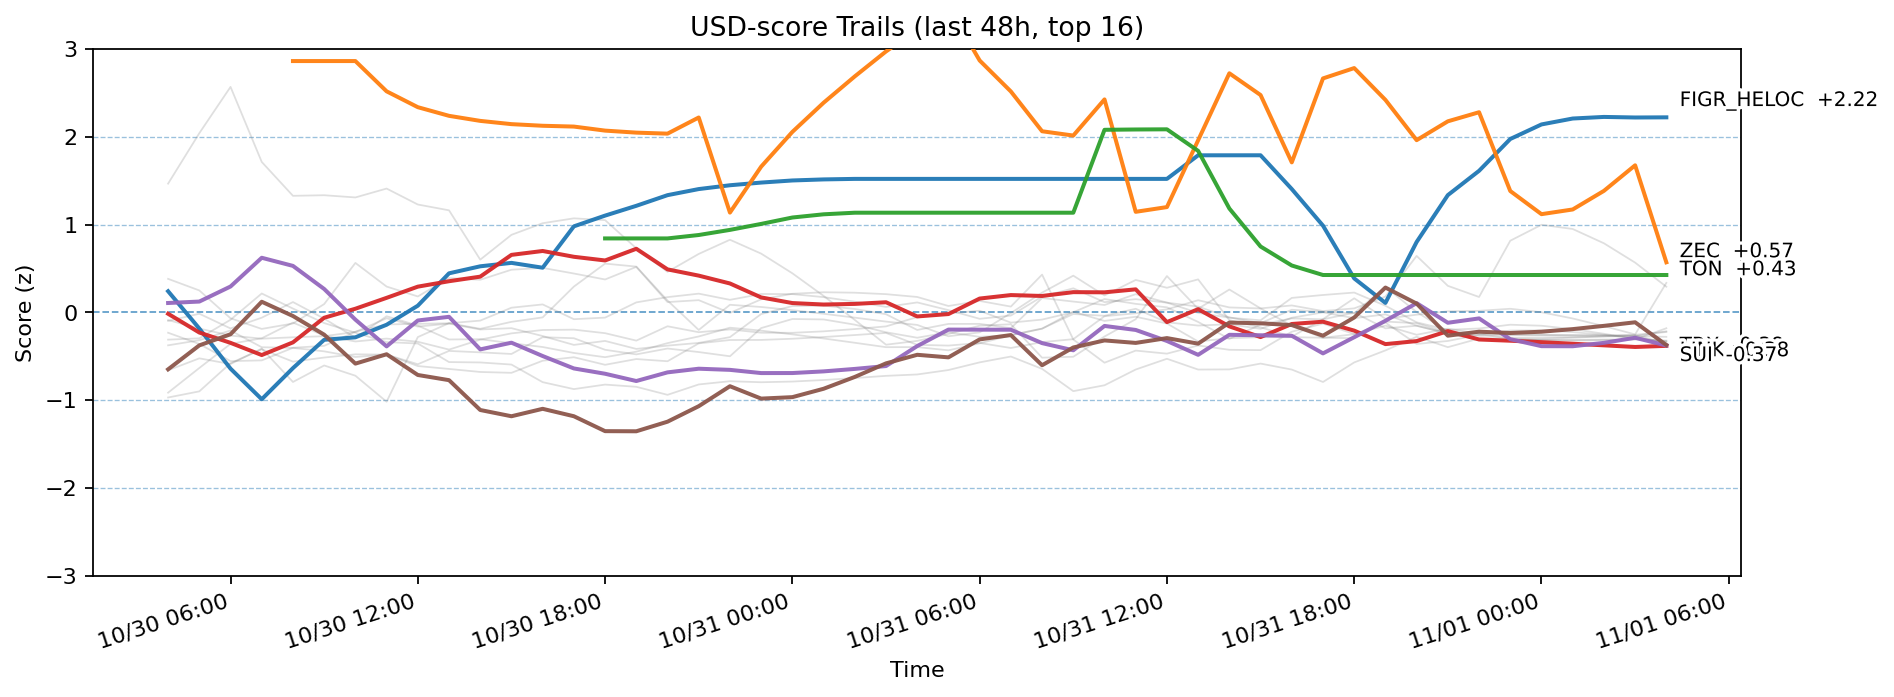 USD-score Trails (last 48h, top 16)
Score (z)
3
2
1
0
−1
−2
−3
FIGR_HELOC +2.22
ZEC +0.57
TON +0.43
SUI -0.37
10/30 06:00
10/30 12:00
10/30 18:00
10/31 00:00
10/31 06:00
10/31 12:00
10/31 18:00
11/01 00:00
11/01 06:00
Time